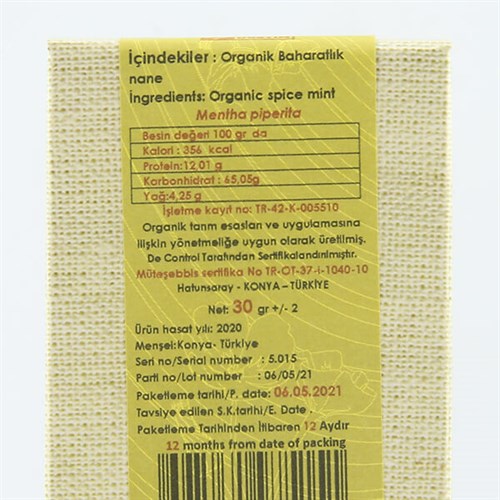 İçindekiler : Organik Baharatlık
nane
İngredients: Organic spice mint
Mentha piperita
Besin değeri 100 gr da
Kalori : 356 kcal
Protein:12,01 g
Karbonhidrat : 65,05g
Yağ:4,25 g
İşletme kayıt no: TR-42-K-005510
Organik tarım esasları ve uygulamasına
ilişkin yönetmeliğe uygun olarak üretilmiş.
De Control Tarafından Sertifikalandırılmıştır.
Müteşebbis sertifika No TR-OT-37-i-1040-10
Hatunsaray - KONYA –TÜRKİYE
Net: 30 gr +/- 2
Ürün hasat yılı: 2020
Menşei:Konya- Türkiye
Seri no/Serial number : 5.015
Parti no/Lot number : 06/05/21
Paketleme tarihi/P. date: 06.05.2021
Tavsiye edilen S.K.tarihi/E. Date .
Paketleme Tarihinden İtibaren 12 Aydır
12 months from date of packing